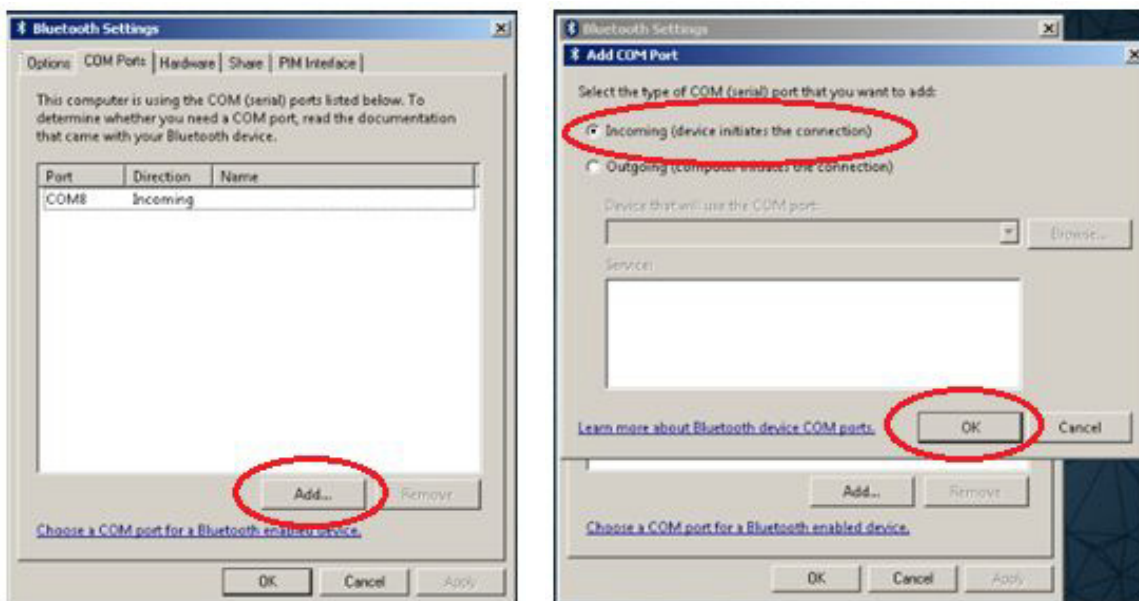 Bluetooth Settings
Options COM Ports Hardware Share PIM Interface
This computer is using the COM (serial) ports listed below. To
determine whether you need a COM port, read the documentation
that came with your Bluetooth device.
Port Direction Name
COM8 Incoming
Add... Remove
Choose a COM port for a Bluetooth enabled device.
OK Cancel Apply
Bluetooth Settings
Add COM Port
Select the type of COM (serial) port that you want to add:
Incoming (device initiates the connection)
Outgoing (computer initiates the connection)
Device that will use the COM port:
Browse...
Service:
Learn more about Bluetooth device COM ports.
OK Cancel
Add... Remove
Choose a COM port for a Bluetooth enabled device.
OK Cancel Apply